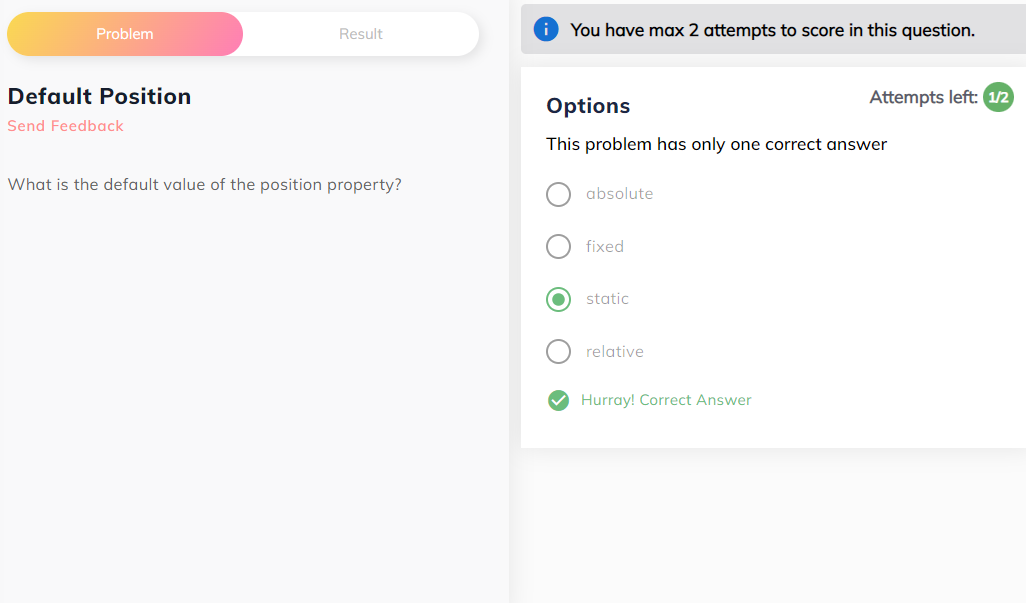 Problem
Result
Default Position
Send Feedback
What is the default value of the position property?
You have max 2 attempts to score in this question.
Options
Attempts left: 1/2
This problem has only one correct answer
absolute
fixed
static
relative
Hurray! Correct Answer